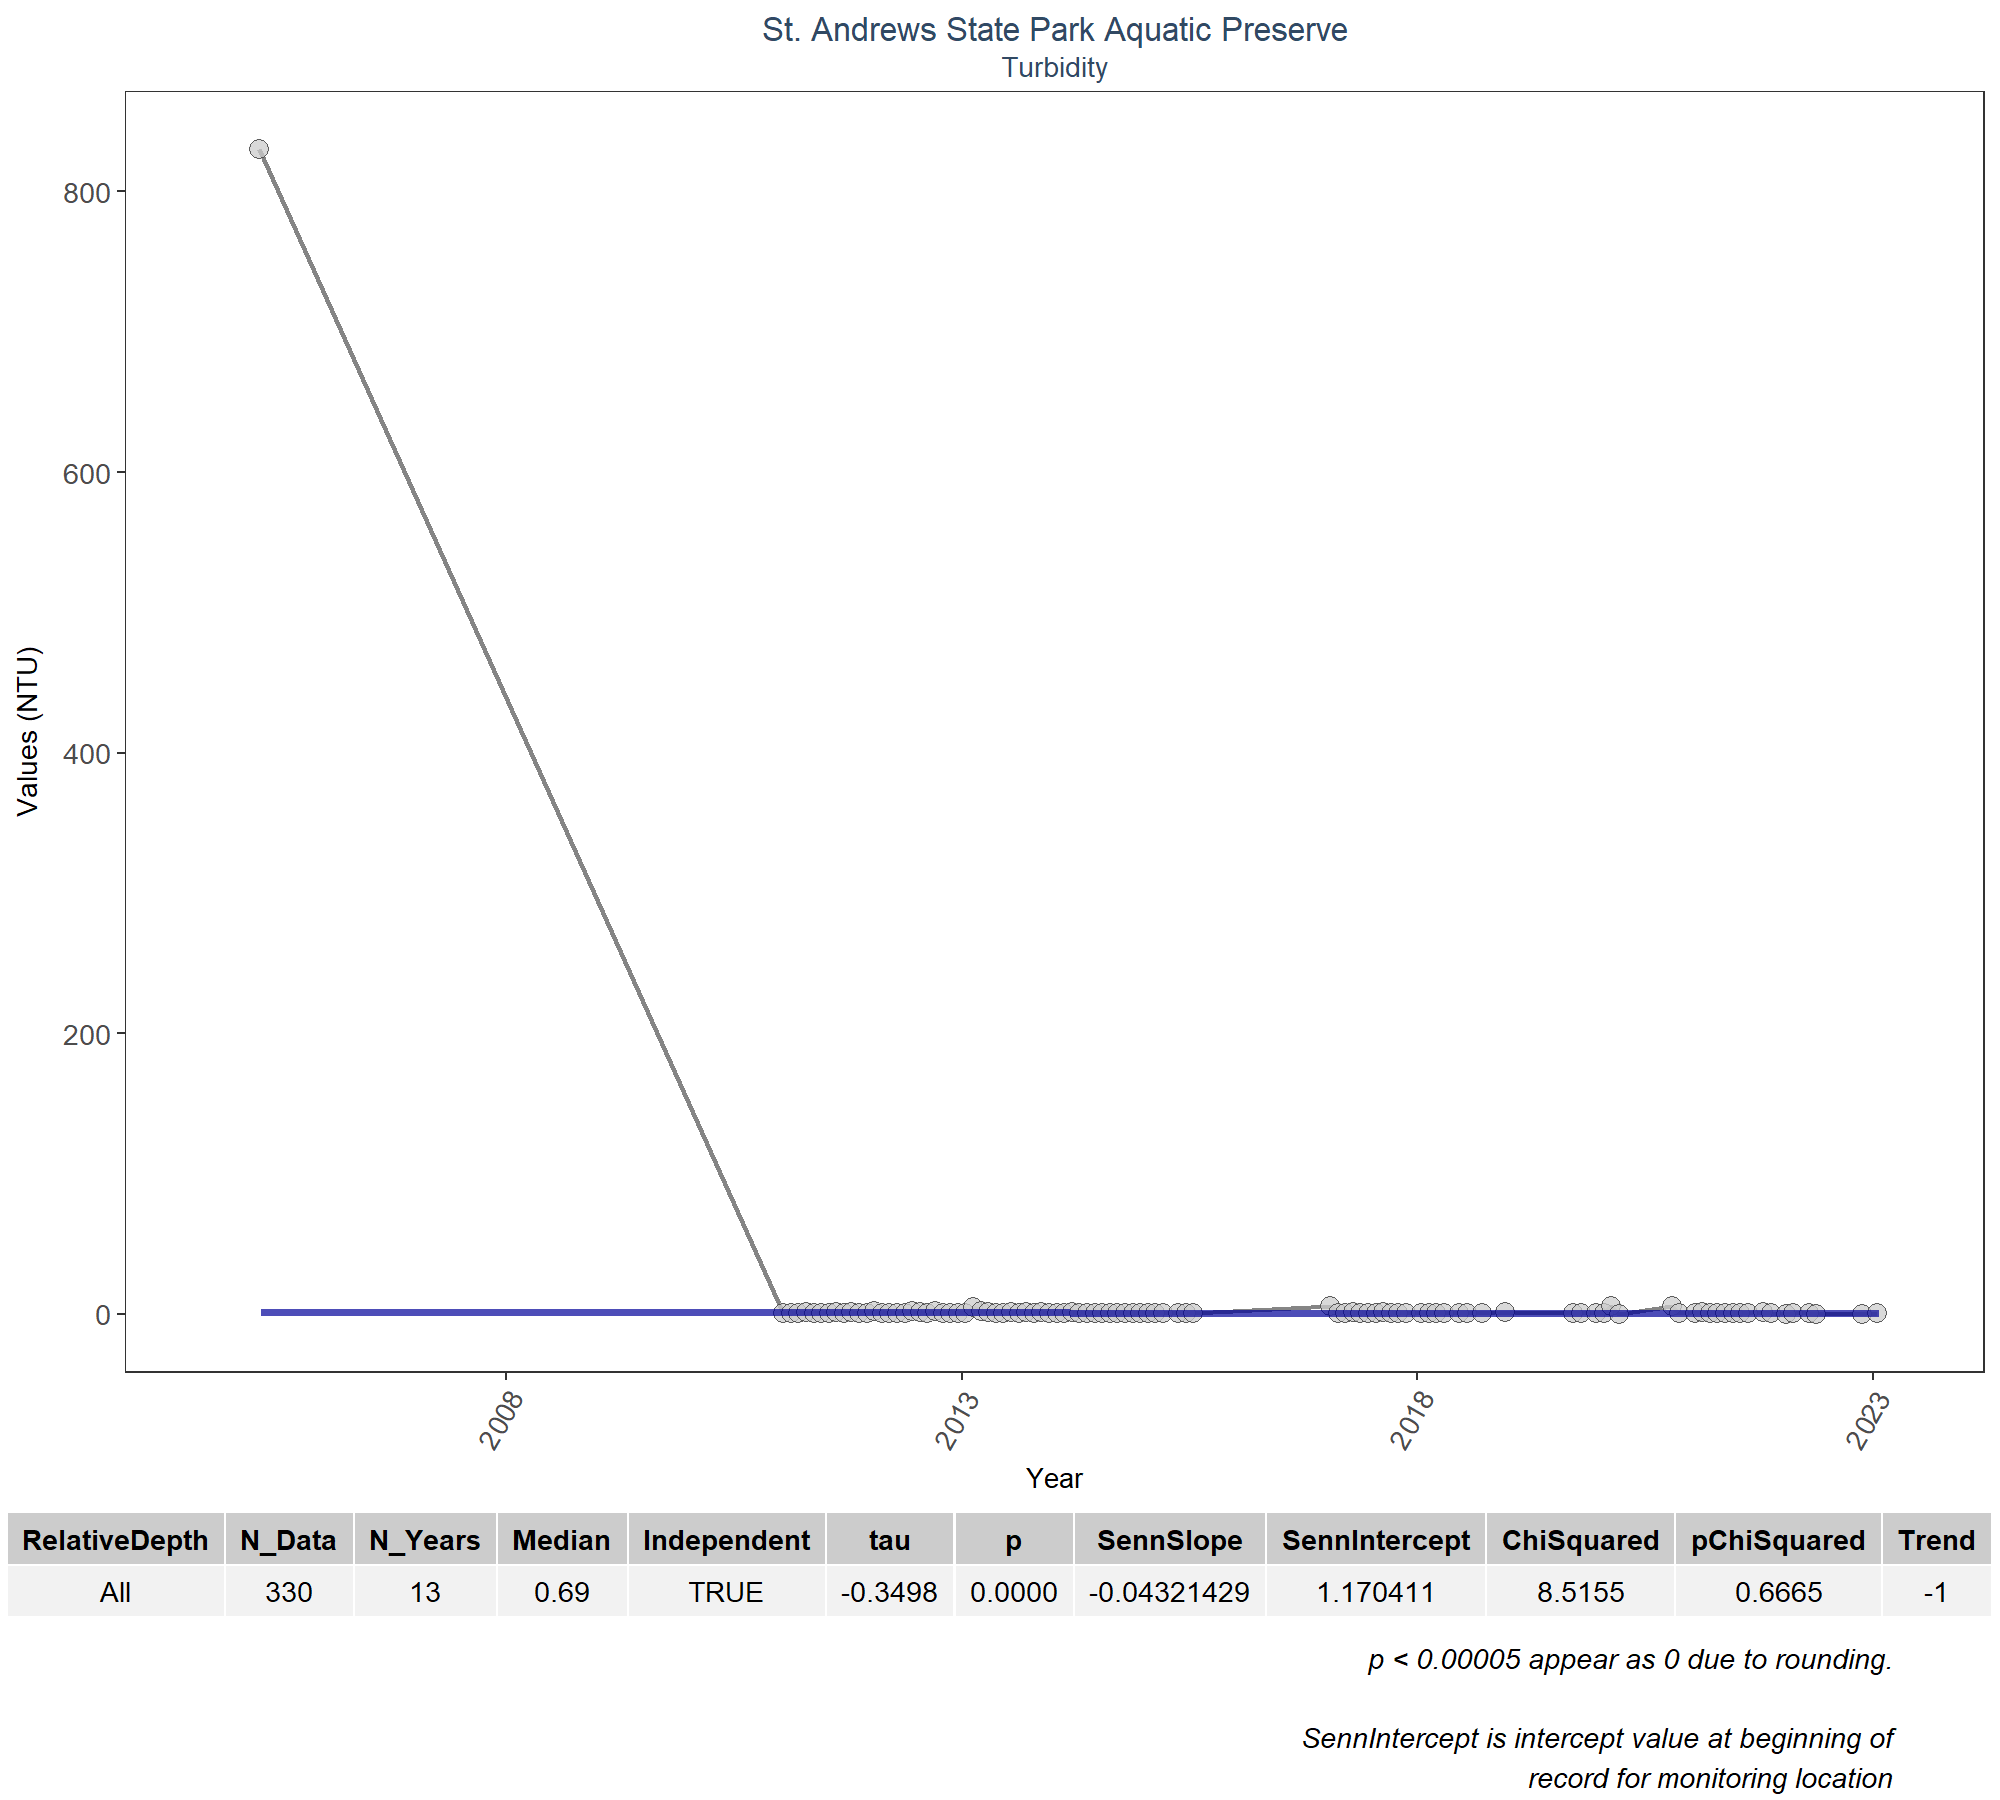 St. Andrews State Park Aquatic Preserve
Turbidity
Values (NTU)
800
600
400
200
0
2008 2013 2018 2023
Year
RelativeDepth N_Data N_Years Median Independent tau p SennSlope SennIntercept ChiSquared pChiSquared Trend
All 330 13 0.69 TRUE -0.3498 0.0000 -0.04321429 1.170411 8.5155 0.6665 -1
p < 0.00005 appear as 0 due to rounding.
SennIntercept is intercept value at beginning of
record for monitoring location